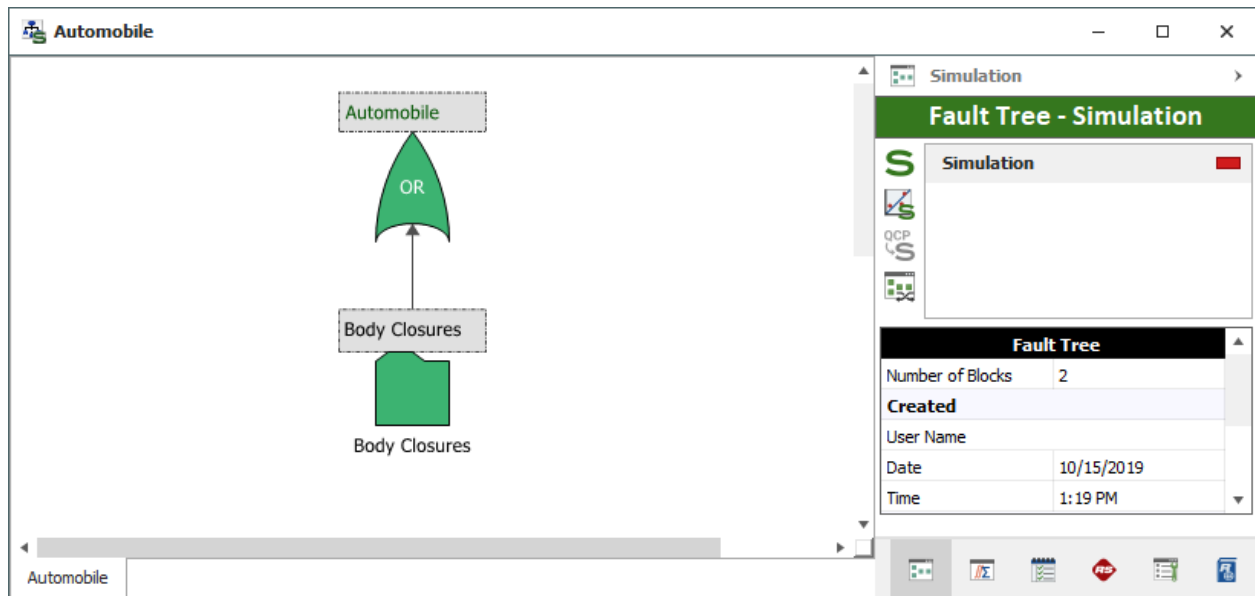 Automobile
Simulation
Fault Tree - Simulation
Automobile
OR
Body Closures
Body Closures
S
Simulation
S
QCP
S
Fault Tree
Number of Blocks 2
Created
User Name
Date 10/15/2019
Time 1:19 PM
Automobile